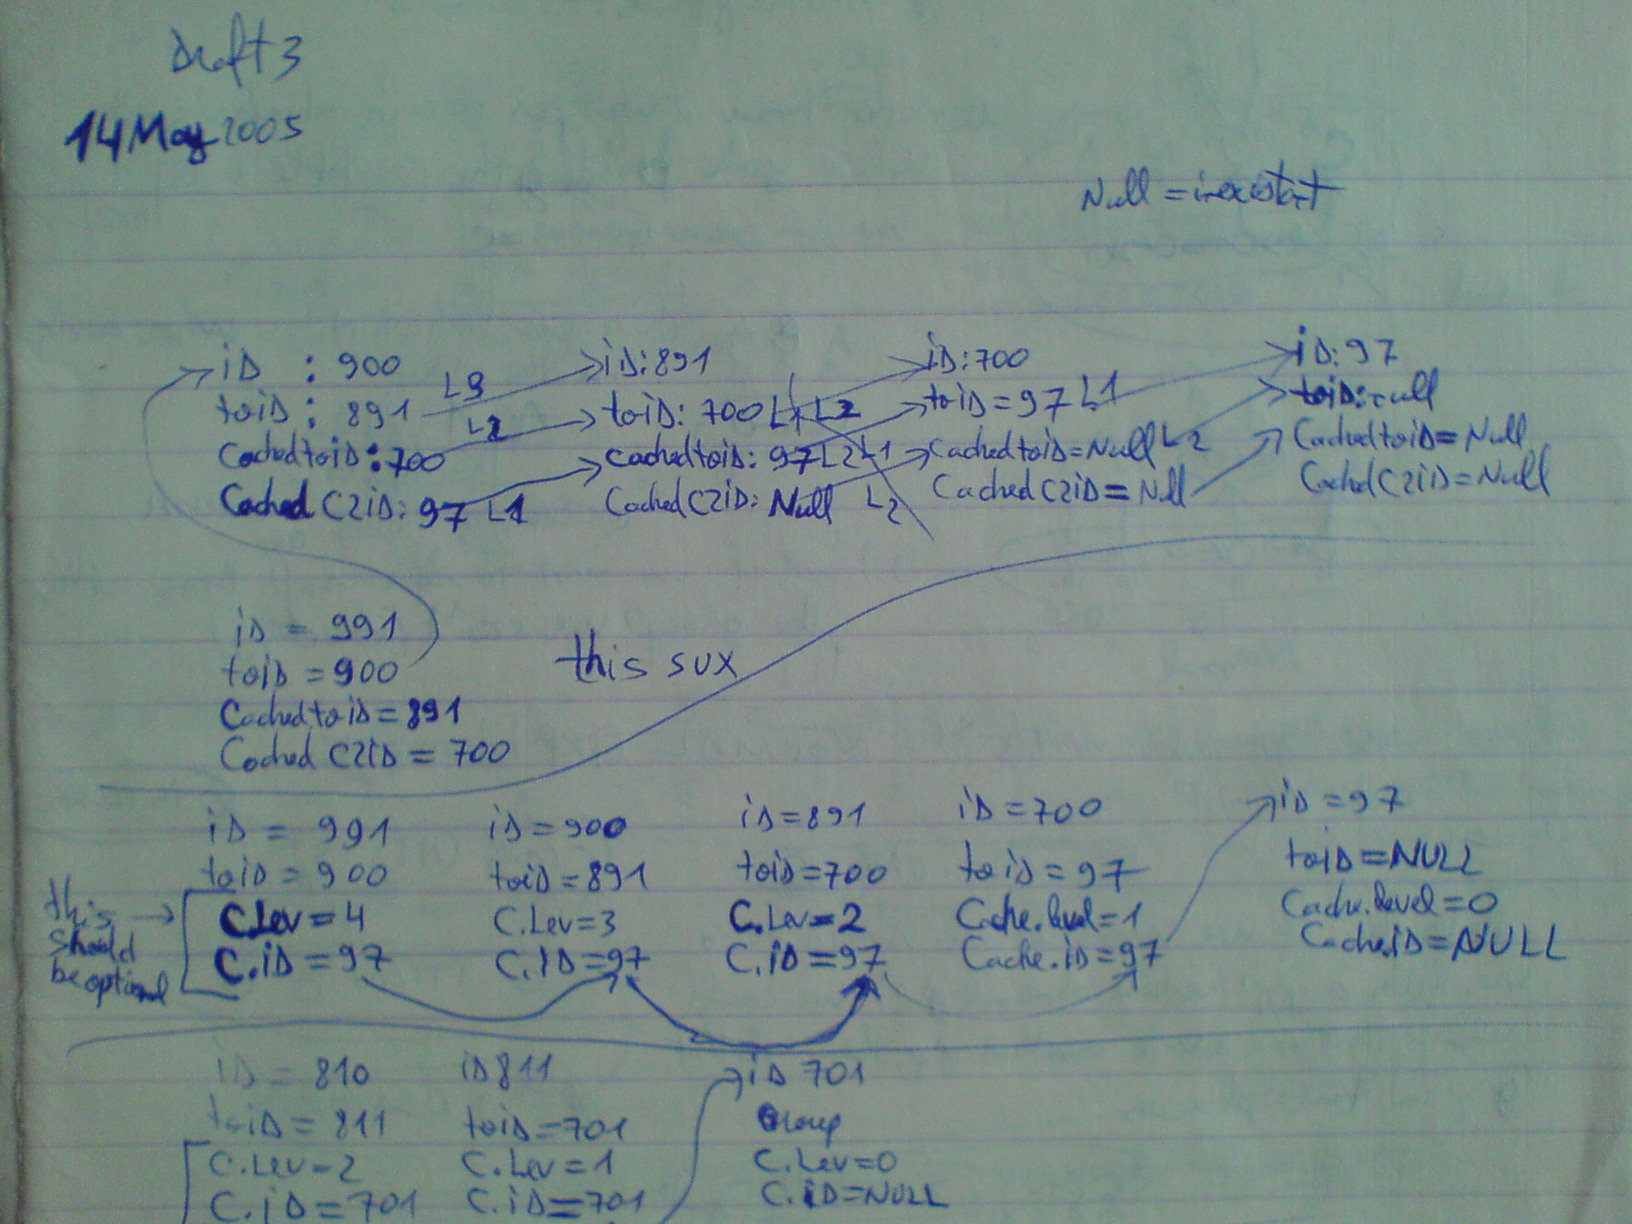 Draft 3
14 May 2005
Null = inexistent
iD : 900
toiD : 891 L3
CachedtoiD : 700 L2
Cached C2iD: 97 L1
iD: 891
toiD: 700 L1 L2
cachedtoiD: 97 L2 L1
Cached C2iD: Null L2
iD: 700
toiD = 97 L1
CachedtoiD = Null L2
Cached C2iD = Null
iD: 97
toiD: null
CachedtoiD = Null
Cached C2iD = Null
iD = 991
toiD = 900
CachedtoiD = 891
Cached C2iD = 700
this sux
this should be optional
iD = 991
toiD = 900
C.Lev = 4
C.iD = 97
iD = 900
toiD = 891
C.Lev = 3
C.iD = 97
iD = 891
toiD = 700
C.Lev = 2
C.iD = 97
iD = 700
toiD = 97
Cache.level = 1
Cache.iD = 97
iD = 97
toiD = NULL
Cache.level = 0
Cache.iD = NULL
iD = 810
toiD = 811
C.Lev = 2
C.iD = 701
iD 811
toiD = 701
C.Lev = 1
C.iD = 701
iD 701
Group
C.Lev = 0
C.iD = NULL